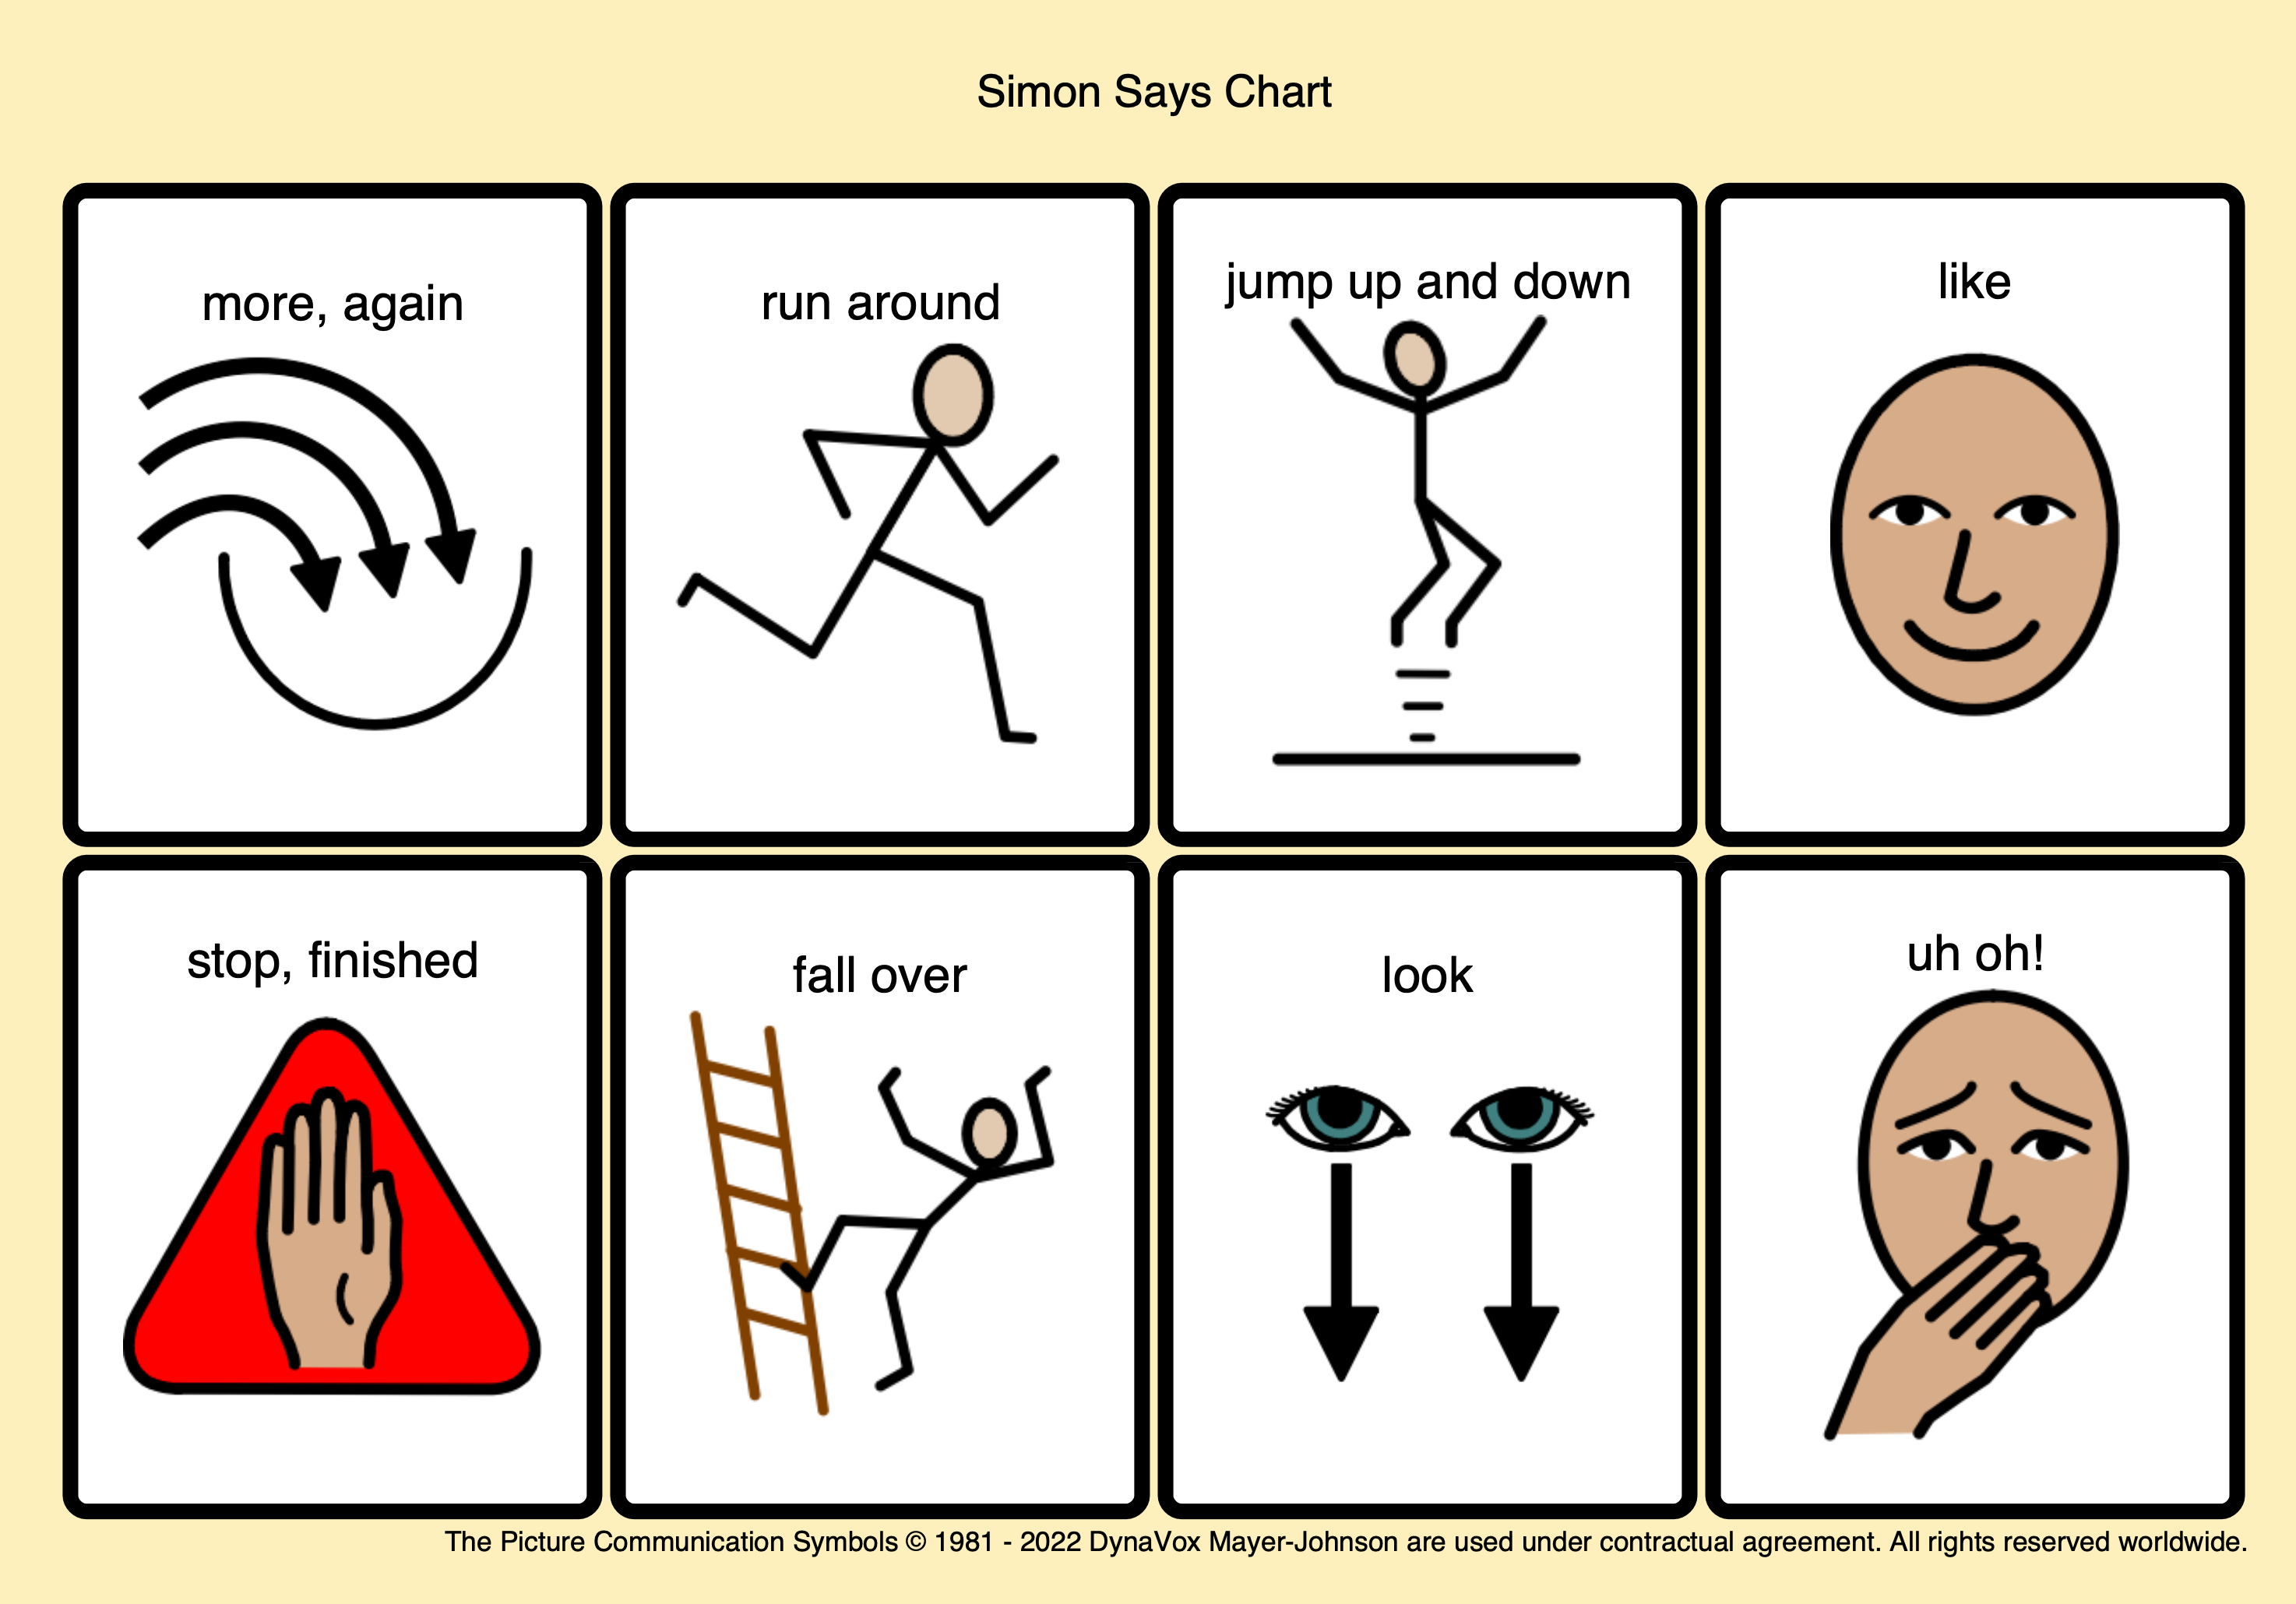 Simon Says Chart
more, again
run around
jump up and down
like
stop, finished
fall over
look
uh oh!
The Picture Communication Symbols © 1981 - 2022 DynaVox Mayer-Johnson are used under contractual agreement. All rights reserved worldwide.